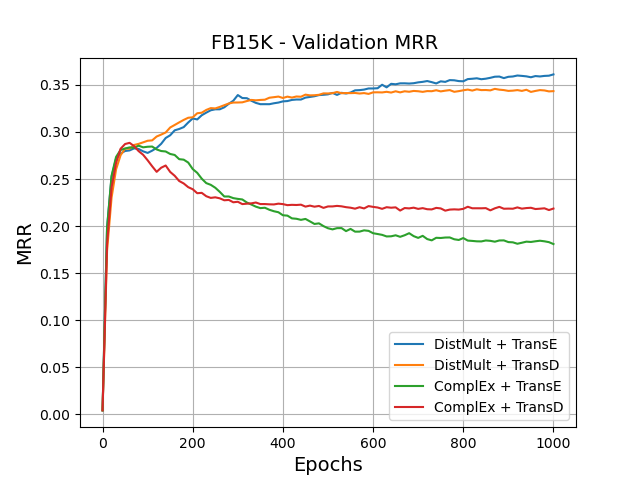 FB15K - Validation MRR
MRR
0.35
0.30
0.25
0.20
0.15
0.10
0.05
0.00
0
200
400
600
800
1000
Epochs
DistMult + TransE
DistMult + TransD
ComplEx + TransE
ComplEx + TransD